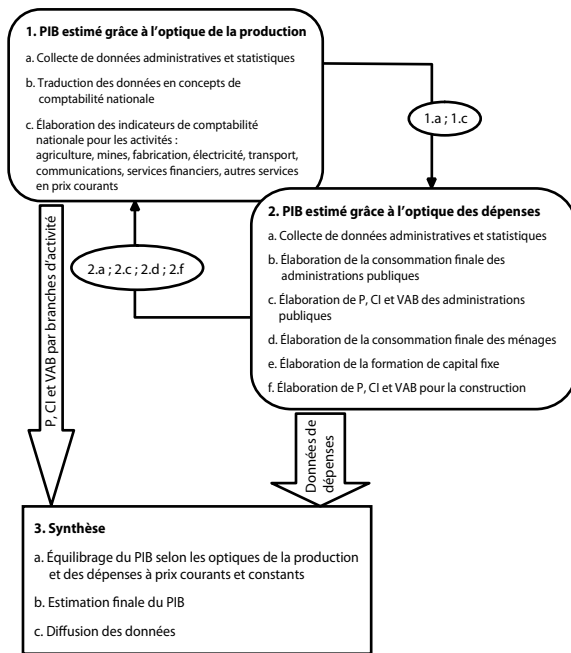 1. PIB estimé grâce à l'optique de la production
a. Collecte de données administratives et statistiques
b. Traduction des données en concepts de
comptabilité nationale
c. Élaboration des indicateurs de comptabilité
nationale pour les activités :
agriculture, mines, fabrication, électricité, transport,
communications, services financiers, autres services
en prix courants
1.a ; 1.c
2. PIB estimé grâce à l'optique des dépenses
a. Collecte de données administratives et statistiques
b. Élaboration de la consommation finale des
administrations publiques
c. Élaboration de P, CI et VAB des administrations
publiques
d. Élaboration de la consommation finale des ménages
e. Élaboration de la formation de capital fixe
f. Élaboration de P, CI et VAB pour la construction
2.a ; 2.c ; 2.d ; 2.f
P, CI et VAB par branches d'activité
Données de
dépenses
3. Synthèse
a. Équilibrage du PIB selon les optiques de la production
et des dépenses à prix courants et constants
b. Estimation finale du PIB
c. Diffusion des données